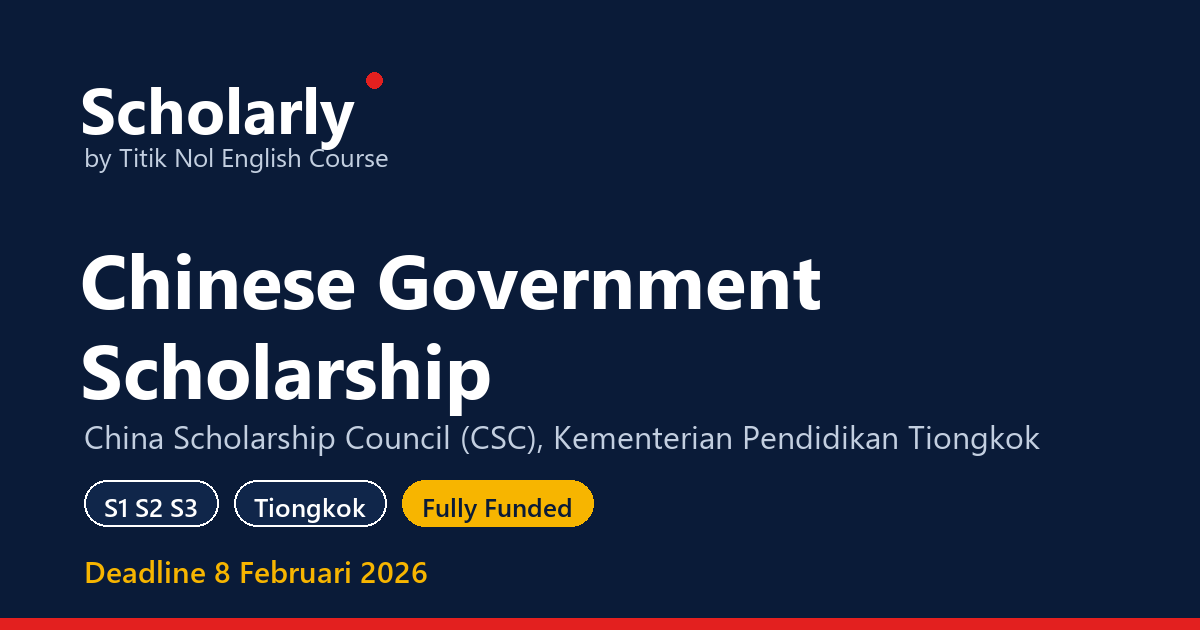 Scholarly
by Titik Nol English Course
Chinese Government
Scholarship
China Scholarship Council (CSC), Kementerian Pendidikan Tiongkok
S1 S2 S3
Tiongkok
Fully Funded
Deadline 8 Februari 2026